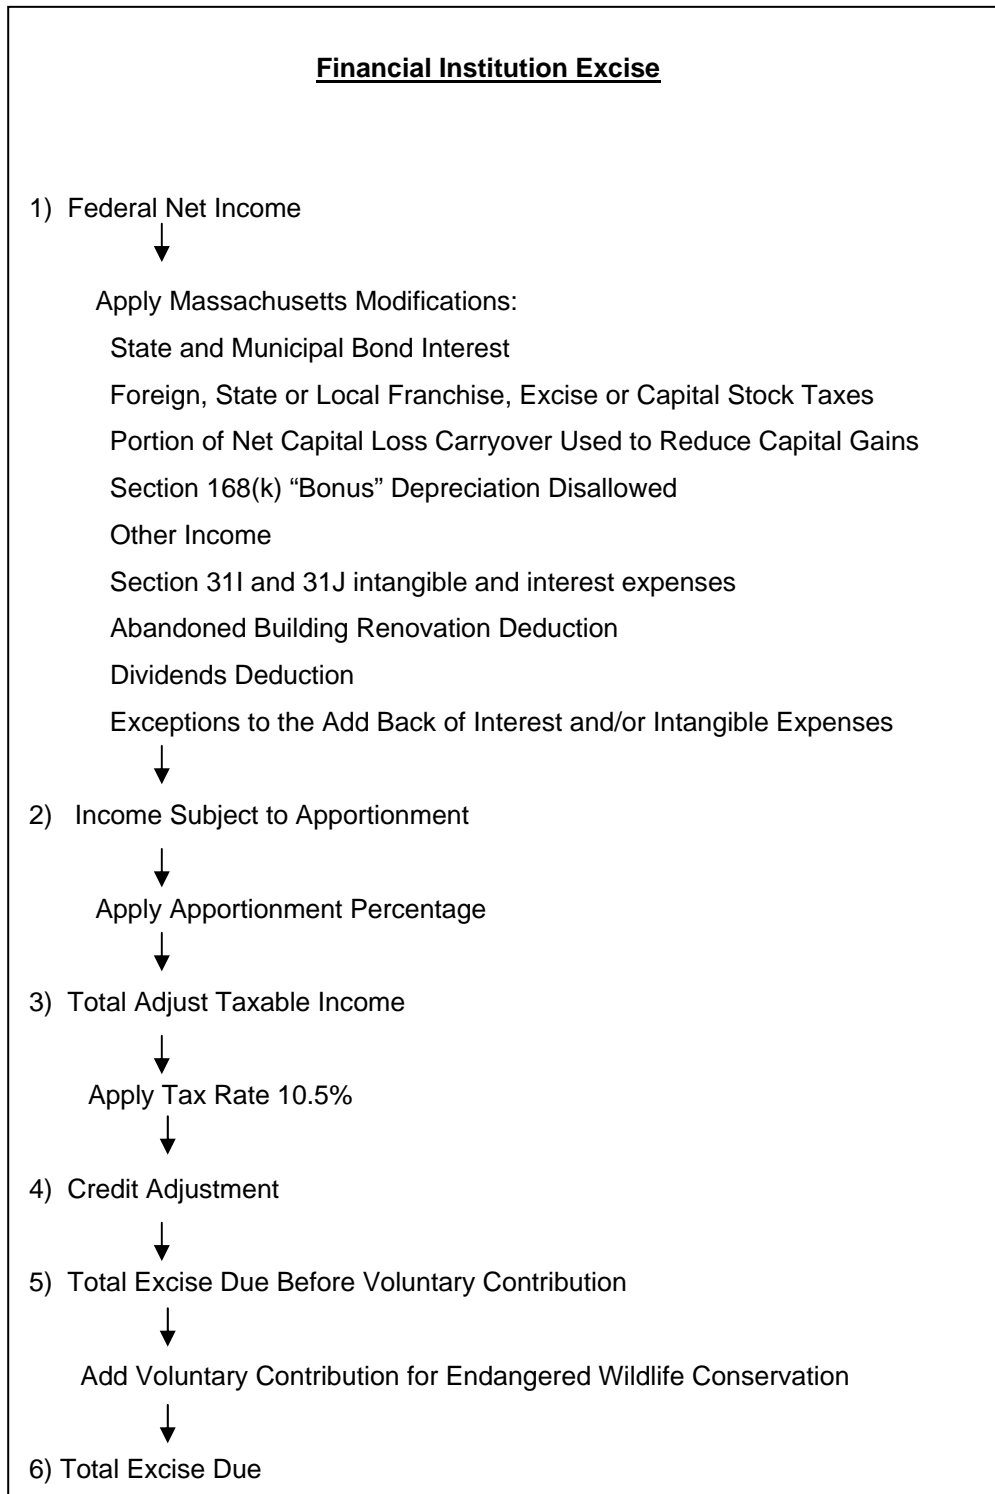 Financial Institution Excise
1) Federal Net Income
Apply Massachusetts Modifications:
State and Municipal Bond Interest
Foreign, State or Local Franchise, Excise or Capital Stock Taxes
Portion of Net Capital Loss Carryover Used to Reduce Capital Gains
Section 168(k) “Bonus” Depreciation Disallowed
Other Income
Section 31I and 31J intangible and interest expenses
Abandoned Building Renovation Deduction
Dividends Deduction
Exceptions to the Add Back of Interest and/or Intangible Expenses
2) Income Subject to Apportionment
Apply Apportionment Percentage
3) Total Adjust Taxable Income
Apply Tax Rate 10.5%
4) Credit Adjustment
5) Total Excise Due Before Voluntary Contribution
Add Voluntary Contribution for Endangered Wildlife Conservation
6) Total Excise Due